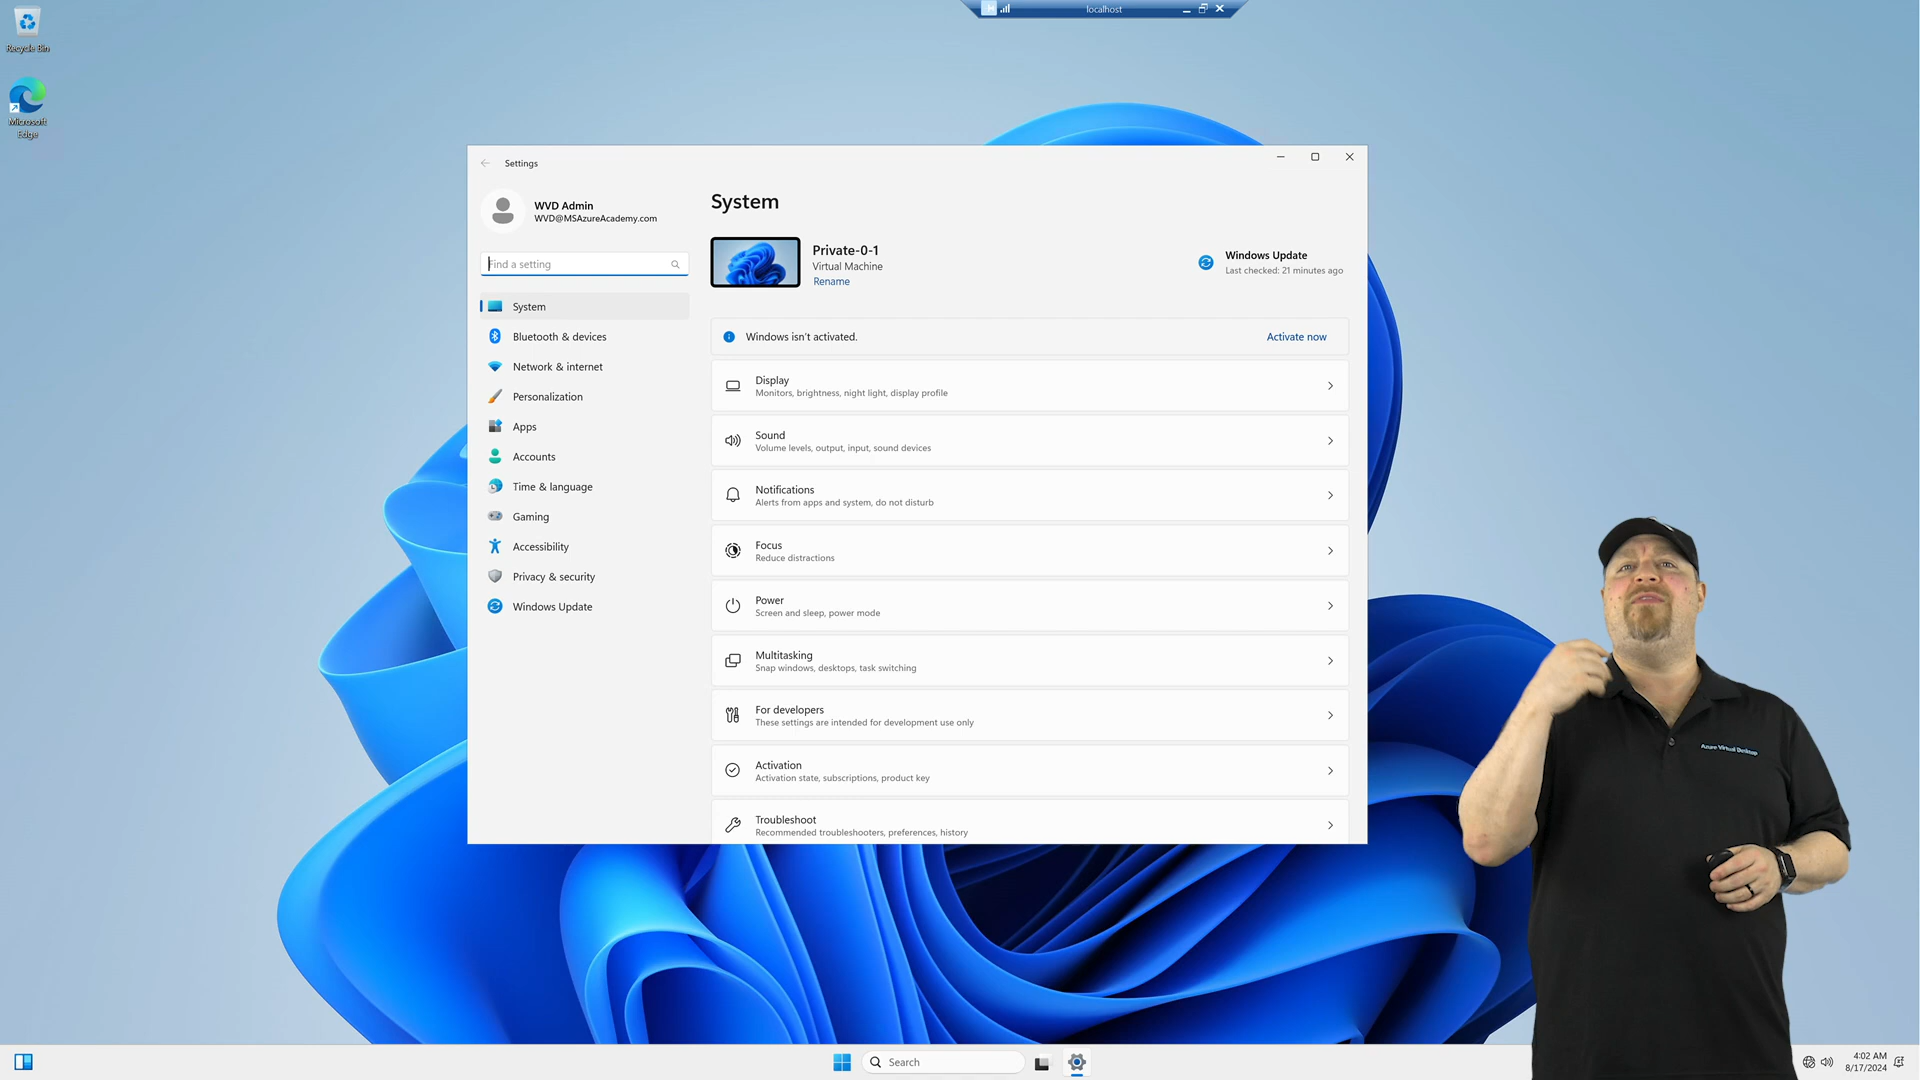 Recycle Bin
Microsoft
Edge
localhost
Settings
WVD Admin
WVD@MSAzureAcademy.com
Find a setting
System
Bluetooth & devices
Network & internet
Personalization
Apps
Accounts
Time & language
Gaming
Accessibility
Privacy & security
Windows Update
System
Private-0-1
Virtual Machine
Rename
Windows Update
Last checked: 21 minutes ago
Windows isn't activated.
Activate now
Display
Monitors, brightness, night light, display profile
Sound
Volume levels, output, input, sound devices
Notifications
Alerts from apps and system, do not disturb
Focus
Reduce distractions
Power
Screen and sleep, power mode
Multitasking
Snap windows, desktops, task switching
For developers
These settings are intended for development use only
Activation
Activation state, subscriptions, product key
Troubleshoot
Recommended troubleshooters, preferences, history
Azure Virtual Desktop
Search
4:02 AM
8/17/2024